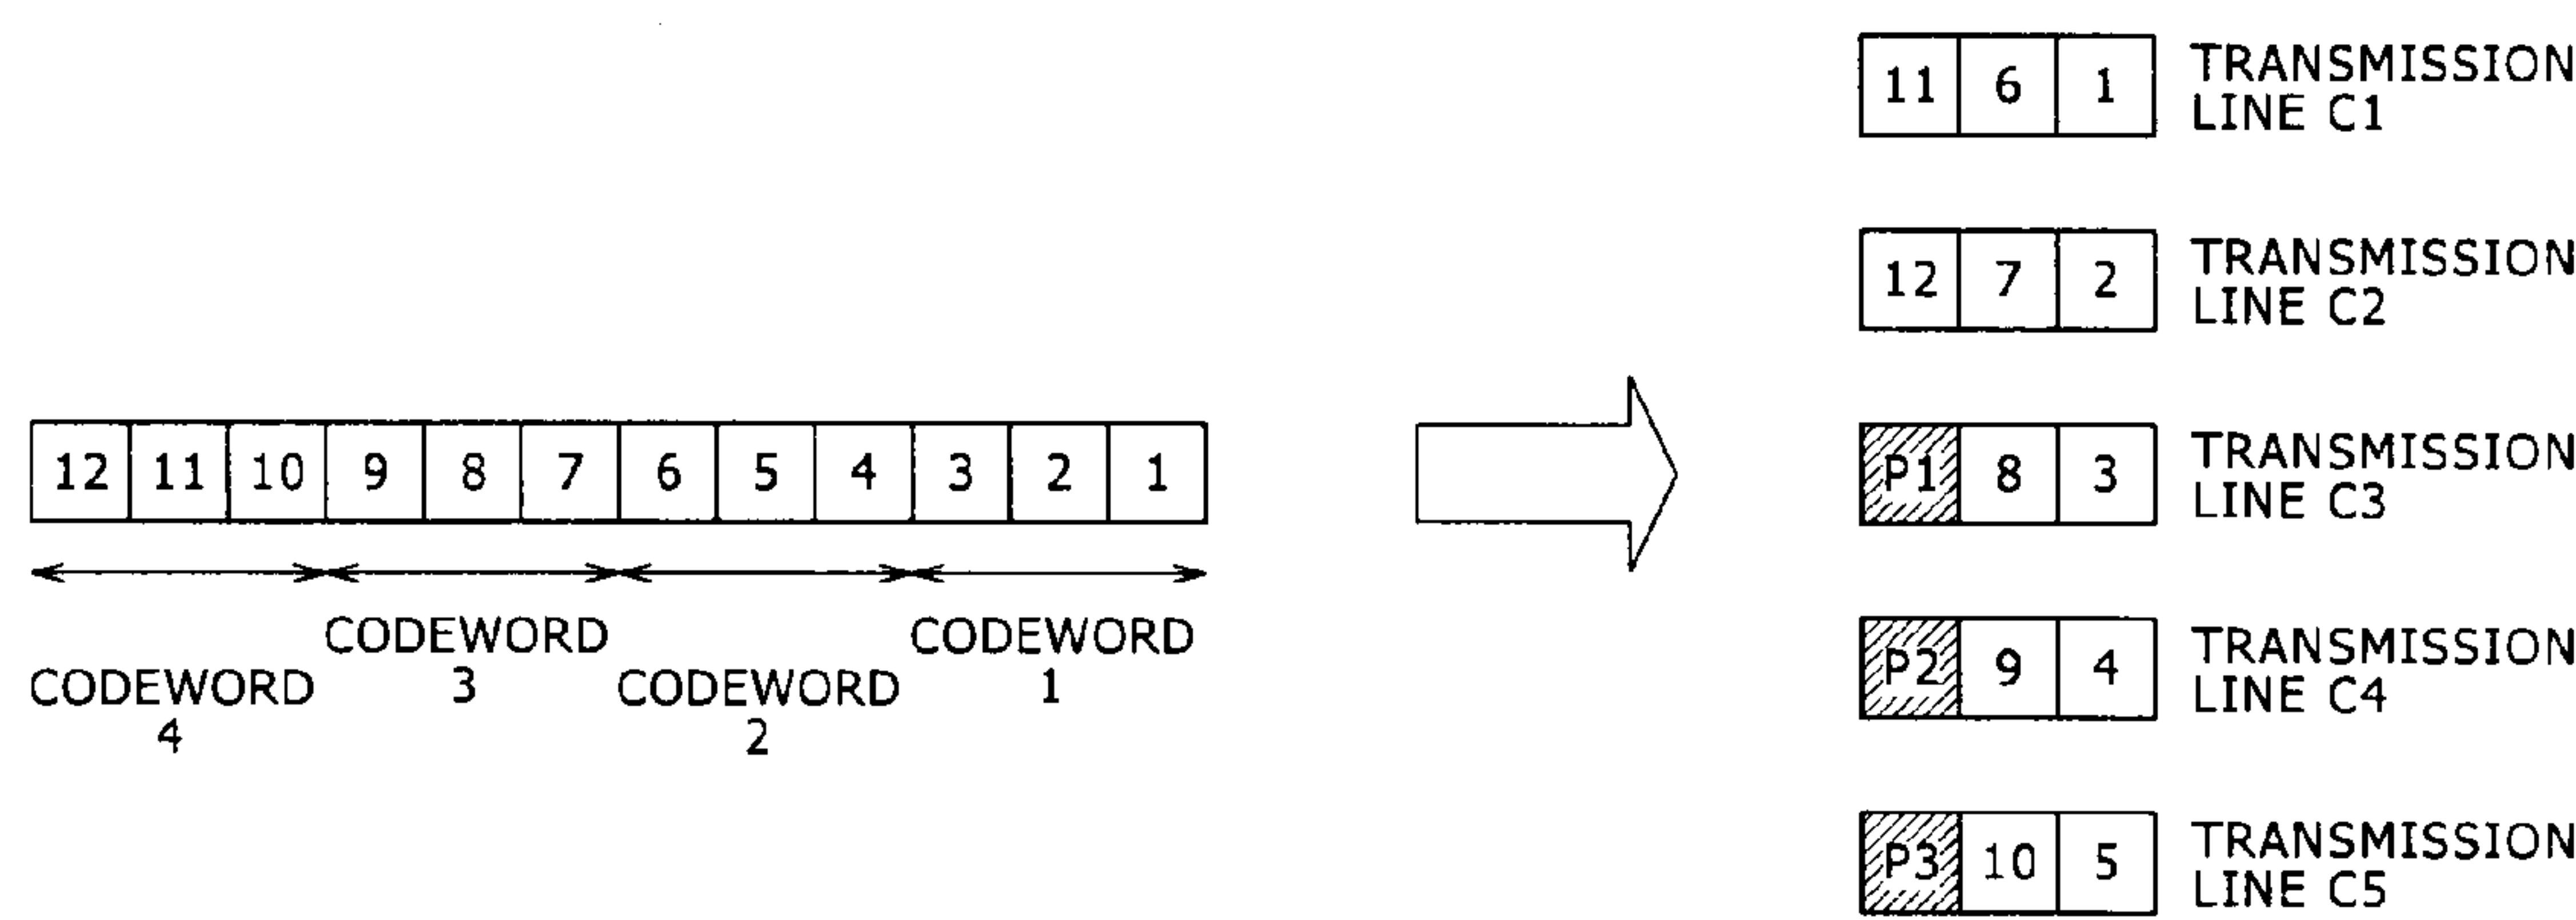 11 6 1 TRANSMISSION
LINE C1
12 7 2 TRANSMISSION
LINE C2
12 11 10 9 8 7 6 5 4 3 2 1
P1 8 3 TRANSMISSION
LINE C3
CODEWORD
4
CODEWORD
3
CODEWORD
2
CODEWORD
1
P2 9 4 TRANSMISSION
LINE C4
P3 10 5 TRANSMISSION
LINE C5